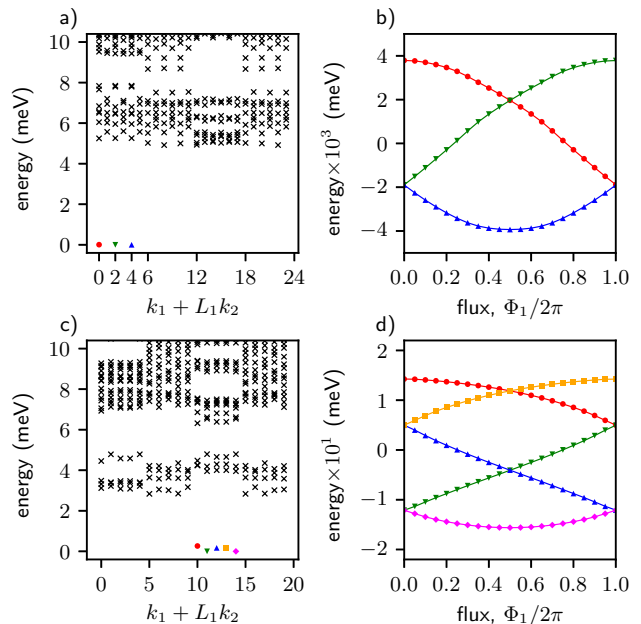 a)
energy (meV)
10
8
6
4
2
0
0 2 4 6 12 18 24
k₁ + L₁k₂
b)
energy×10³ (meV)
4
2
0
−2
−4
0.0 0.2 0.4 0.6 0.8 1.0
flux, Φ₁/2π
c)
energy (meV)
10
8
6
4
2
0
0 5 10 15 20
k₁ + L₁k₂
d)
energy×10¹ (meV)
2
1
0
−1
−2
0.0 0.2 0.4 0.6 0.8 1.0
flux, Φ₁/2π